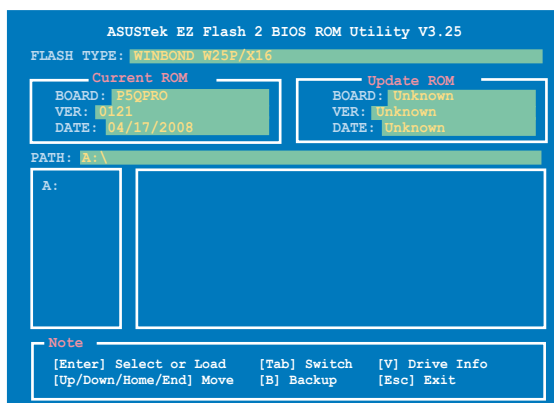 ASUSTek EZ Flash 2 BIOS ROM Utility V3.25
FLASH TYPE: WINBOND W25P/X16
Current ROM
BOARD: P5QPRO
VER: 0121
DATE: 04/17/2008
Update ROM
BOARD: Unknown
VER: Unknown
DATE: Unknown
PATH: A:\
A:
Note
[Enter] Select or Load [Tab] Switch [V] Drive Info
[Up/Down/Home/End] Move [B] Backup [Esc] Exit